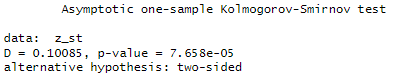 Asymptotic one-sample Kolmogorov-Smirnov test
data:  z_st
D = 0.10085, p-value = 7.658e-05
alternative hypothesis: two-sided